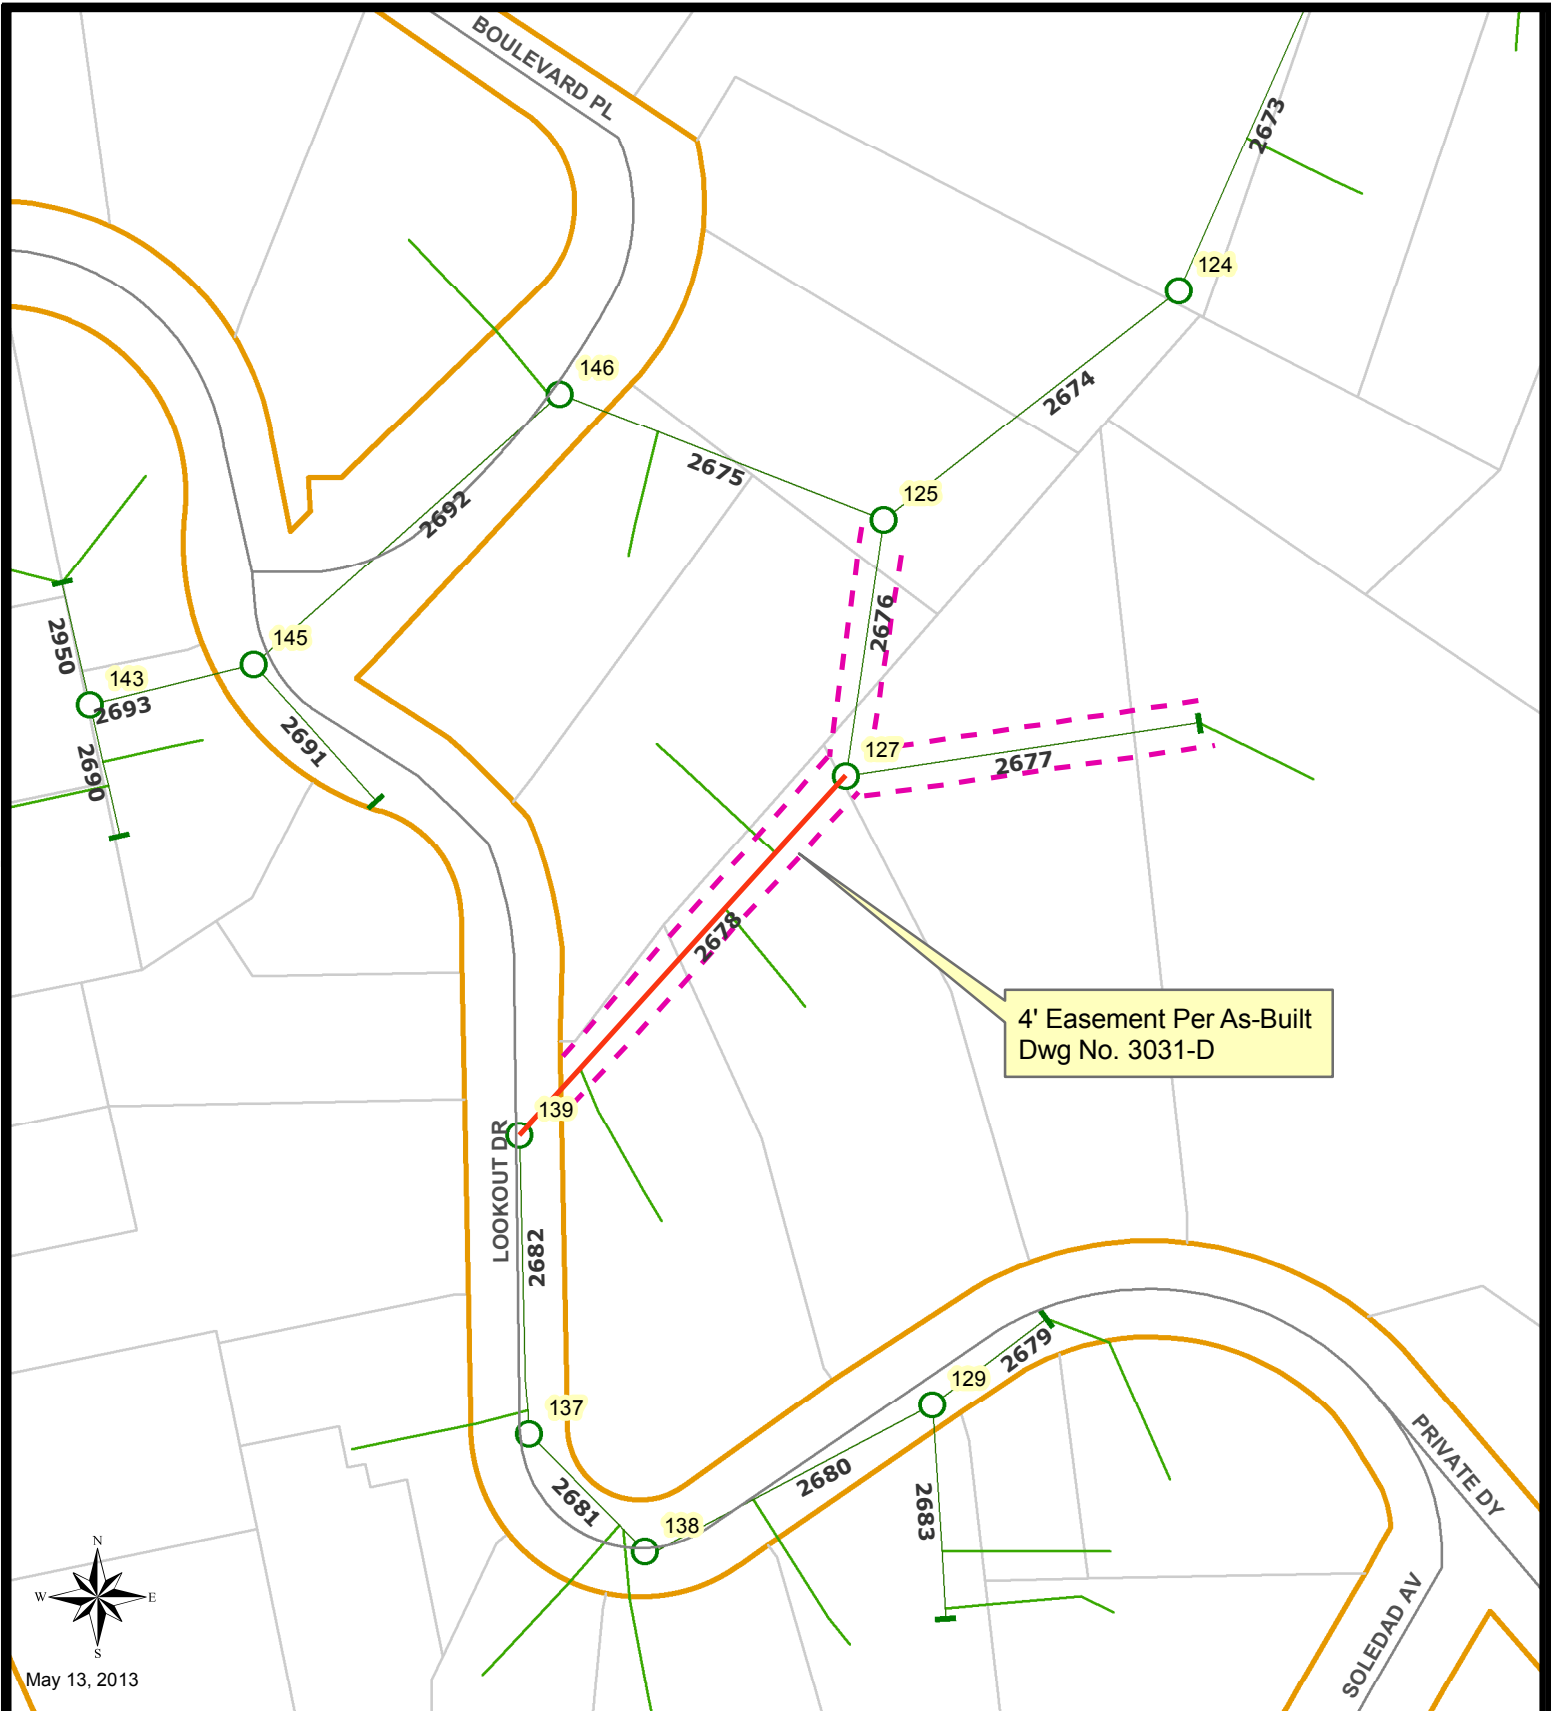 BOULEVARD PL
2673
124
146
2674
2675
125
2692
2676
2950
145
143
2693
2691
2690
127
2677
2678
4' Easement Per As-Built
Dwg No. 3031-D
139
LOOKOUT DR
2682
2679
129
137
2680
2681
2683
138
PRIVATE DY
SOLEDAD AV
N
W
E
S
May 13, 2013